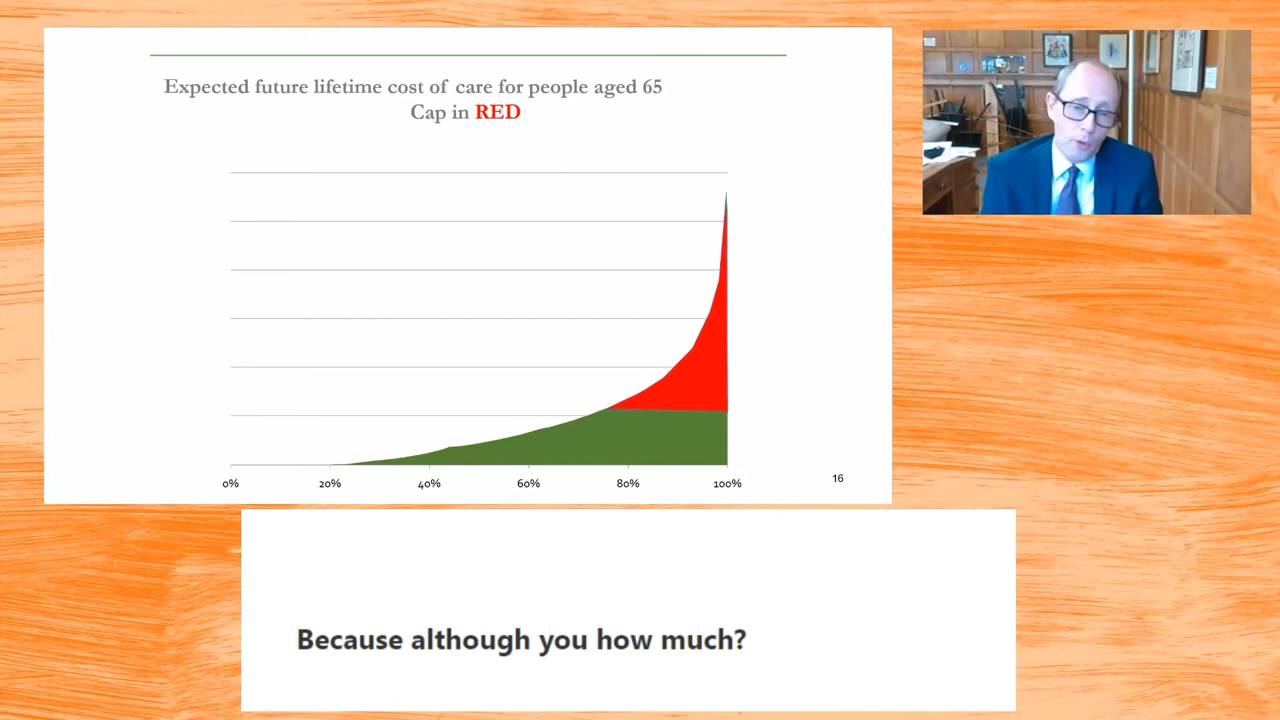 Expected future lifetime cost of care for people aged 65
Cap in RED
0%
20%
40%
60%
80%
100%
16
Because although you how much?